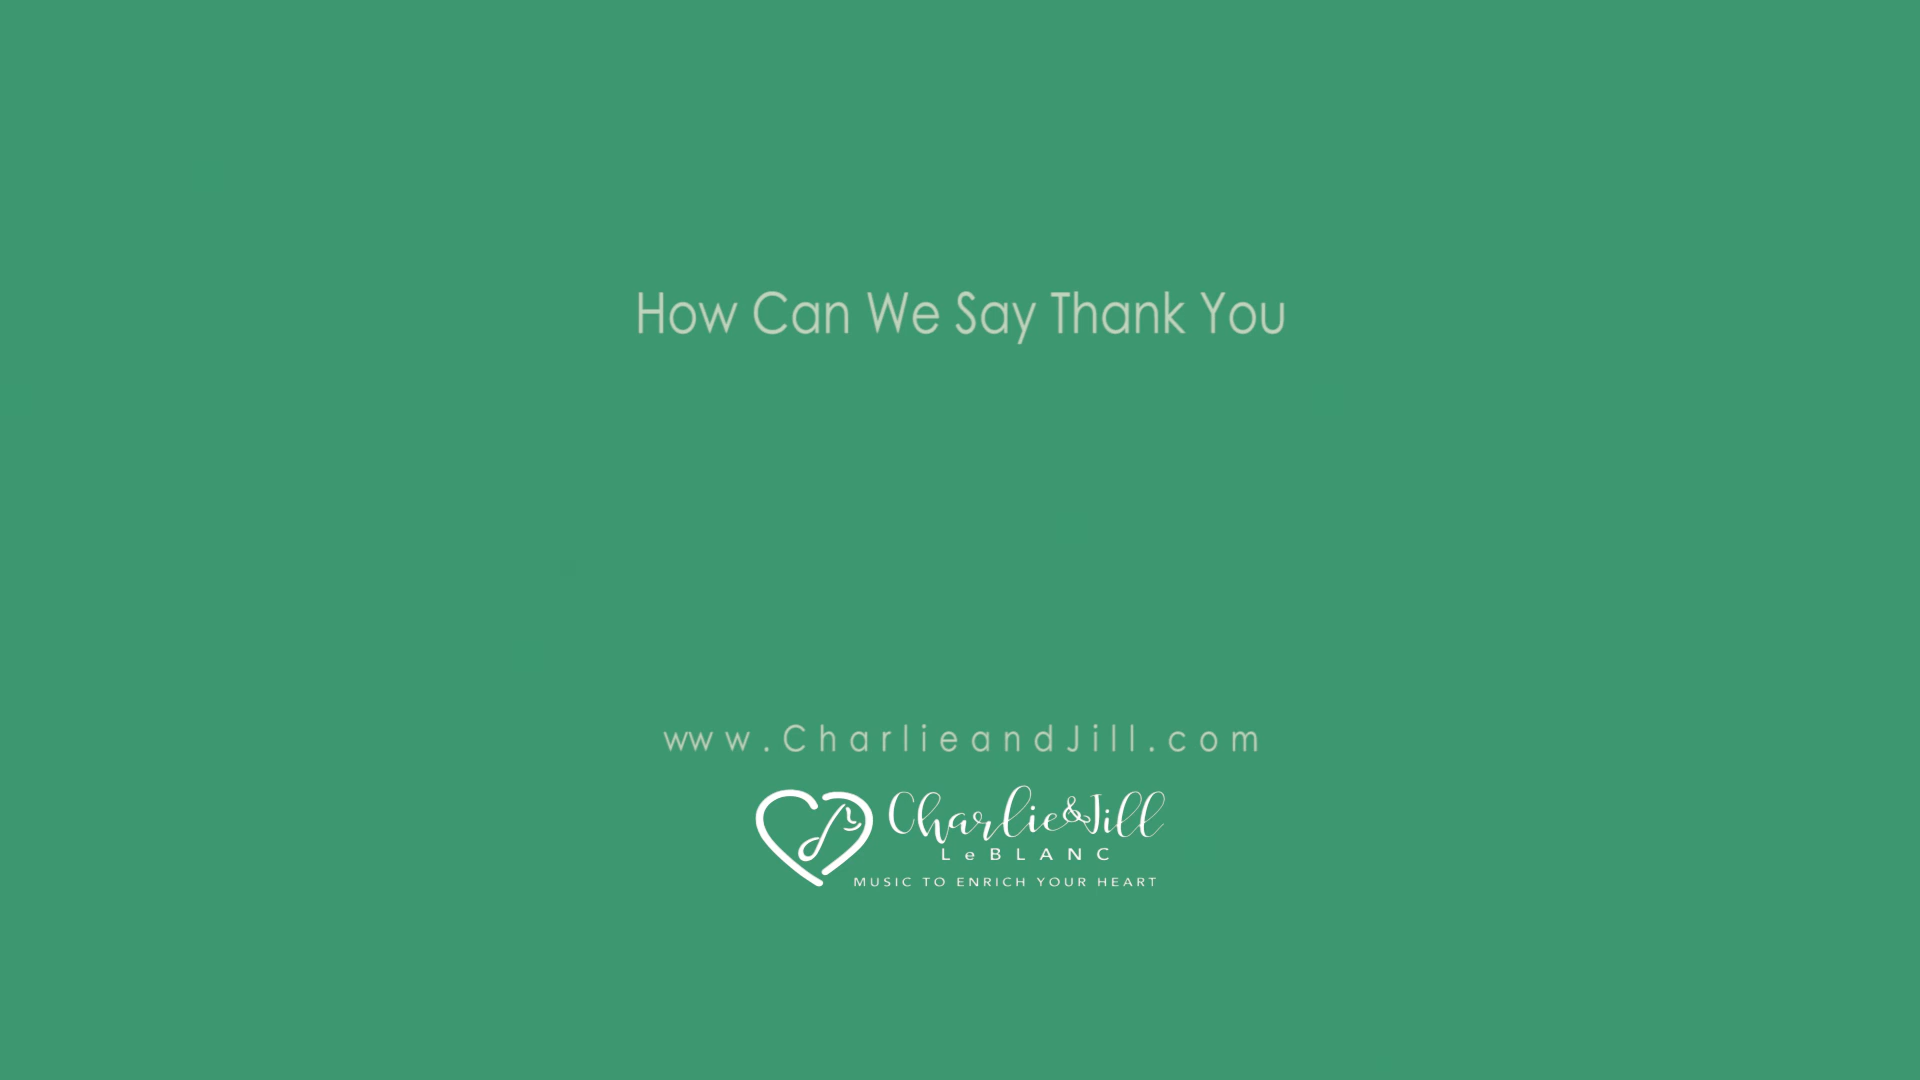 How Can We Say Thank You
www.CharlieandJill.com
Charlie&Jill
LeBLANC
MUSIC TO ENRICH YOUR HEART